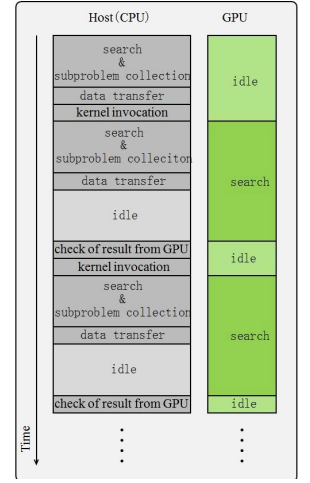 Host(CPU)
GPU
search
&
subproblem collection
data transfer
kernel invocation
search
&
subproblem colleciton
data transfer
idle
check of result from GPU
kernel invocation
search
&
subproblem collection
data transfer
idle
check of result from GPU
idle
search
idle
search
idle
Time